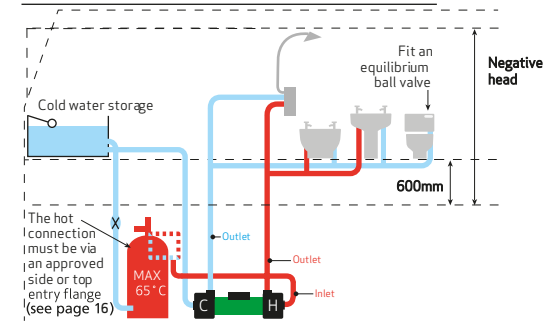 Fit an
equilibrium
ball valve
Negative
head
Cold water storage
600mm
The hot
connection
must be via
an approved
side or top
entry flange
(see page 16)
X
MAX
65°C
Outlet
Outlet
Inlet
C
H